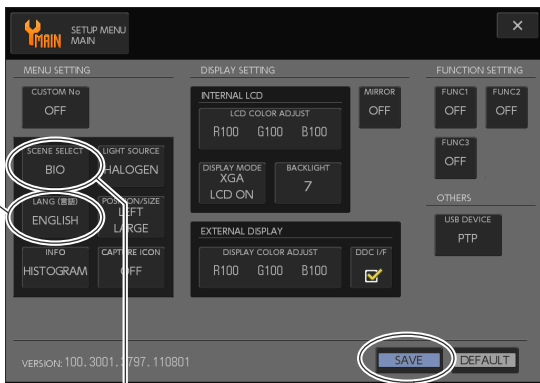 MAIN
SETUP MENU
MAIN
MENU SETTING
CUSTOM No
OFF
SCENE SELECT
BIO
LIGHT SOURCE
HALOGEN
LANG (言語)
ENGLISH
POSITION/SIZE
LEFT
LARGE
INFO
HISTOGRAM
CAPTURE ICON
OFF
DISPLAY SETTING
INTERNAL LCD
LCD COLOR ADJUST
R100 G100 B100
DISPLAY MODE
XGA
LCD ON
BACKLIGHT
7
MIRROR
OFF
EXTERNAL DISPLAY
DISPLAY COLOR ADJUST
R100 G100 B100
DDC I/F
FUNCTION SETTING
FUNC1
OFF
FUNC2
OFF
FUNC3
OFF
OTHERS
USB DEVICE
PTP
VERSION: 100. 3001. 797. 110801
SAVE
DEFAULT